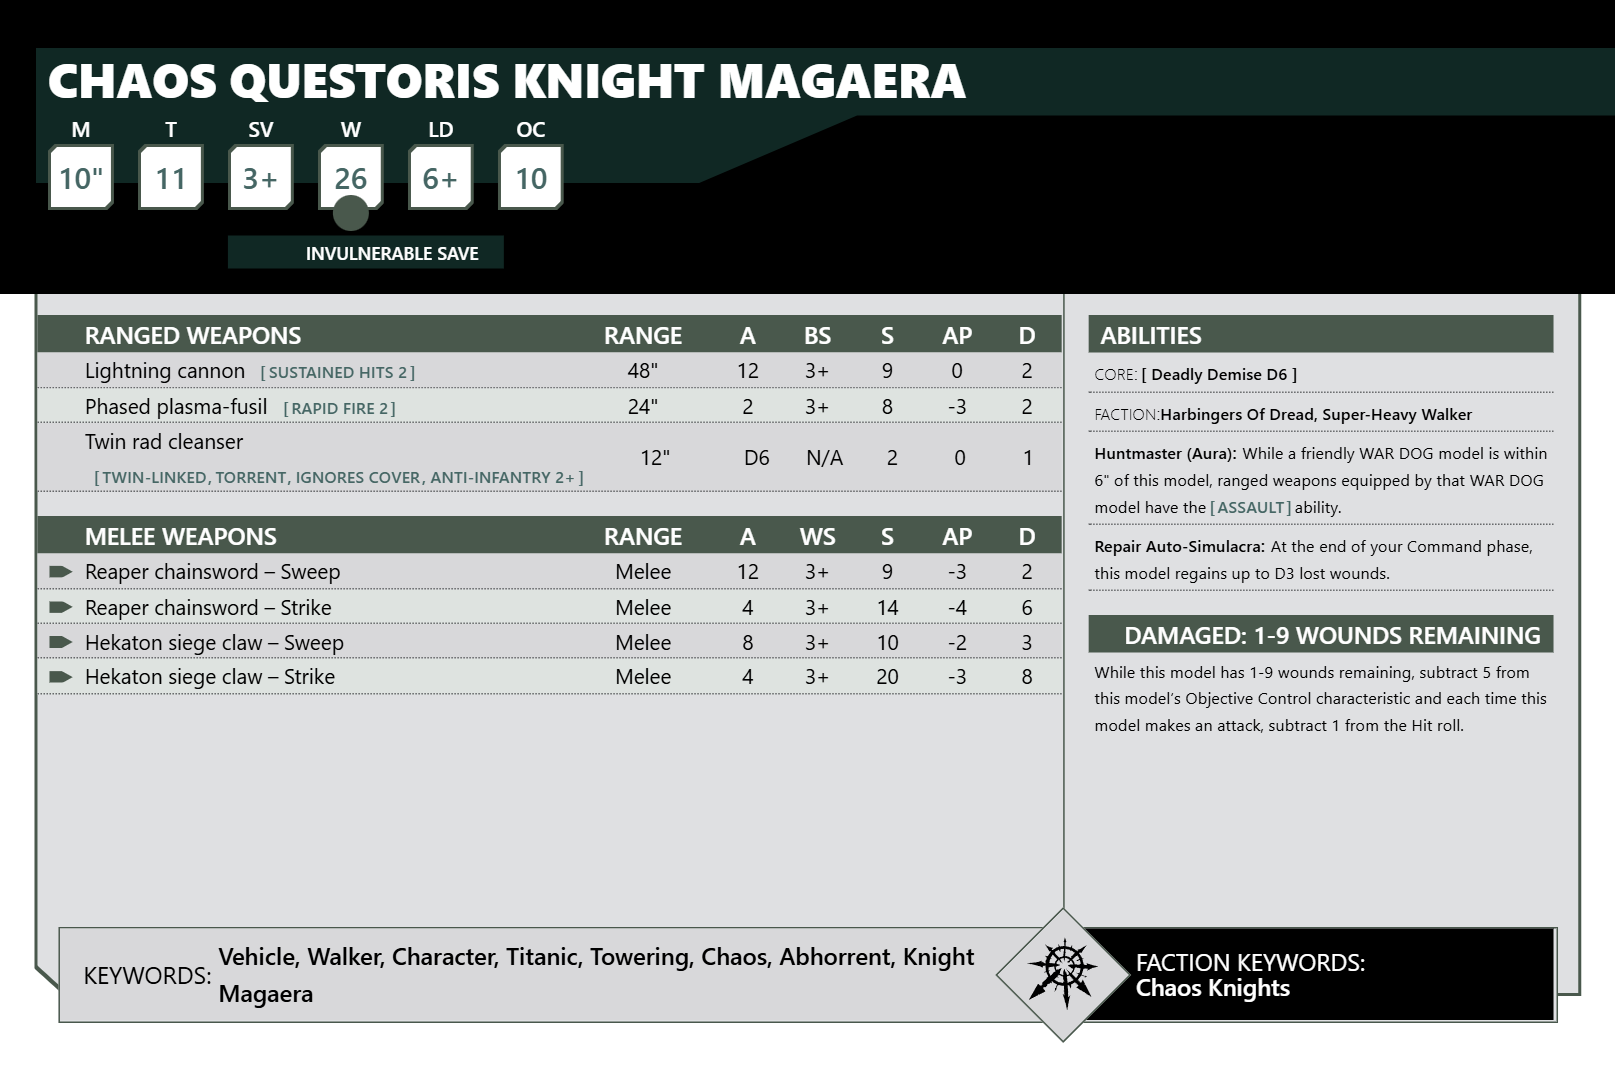 CHAOS QUESTORIS KNIGHT MAGAERA
M T SV W LD OC
10" 11 3+ 26 6+ 10
INVULNERABLE SAVE
RANGED WEAPONS RANGE A BS S AP D
Lightning cannon [ SUSTAINED HITS 2 ] 48" 12 3+ 9 0 2
Phased plasma-fusil [ RAPID FIRE 2 ] 24" 2 3+ 8 -3 2
Twin rad cleanser
12" D6 N/A 2 0 1
[ TWIN-LINKED, TORRENT, IGNORES COVER, ANTI-INFANTRY 2+ ]
MELEE WEAPONS RANGE A WS S AP D
Reaper chainsword – Sweep Melee 12 3+ 9 -3 2
Reaper chainsword – Strike Melee 4 3+ 14 -4 6
Hekaton siege claw – Sweep Melee 8 3+ 10 -2 3
Hekaton siege claw – Strike Melee 4 3+ 20 -3 8
ABILITIES
CORE: [ Deadly Demise D6 ]
FACTION:Harbingers Of Dread, Super-Heavy Walker
Huntmaster (Aura): While a friendly WAR DOG model is within
6" of this model, ranged weapons equipped by that WAR DOG
model have the [ ASSAULT ] ability.
Repair Auto-Simulacra: At the end of your Command phase,
this model regains up to D3 lost wounds.
DAMAGED: 1-9 WOUNDS REMAINING
While this model has 1-9 wounds remaining, subtract 5 from
this model's Objective Control characteristic and each time this
model makes an attack, subtract 1 from the Hit roll.
KEYWORDS: Vehicle, Walker, Character, Titanic, Towering, Chaos, Abhorrent, Knight
Magaera
FACTION KEYWORDS:
Chaos Knights